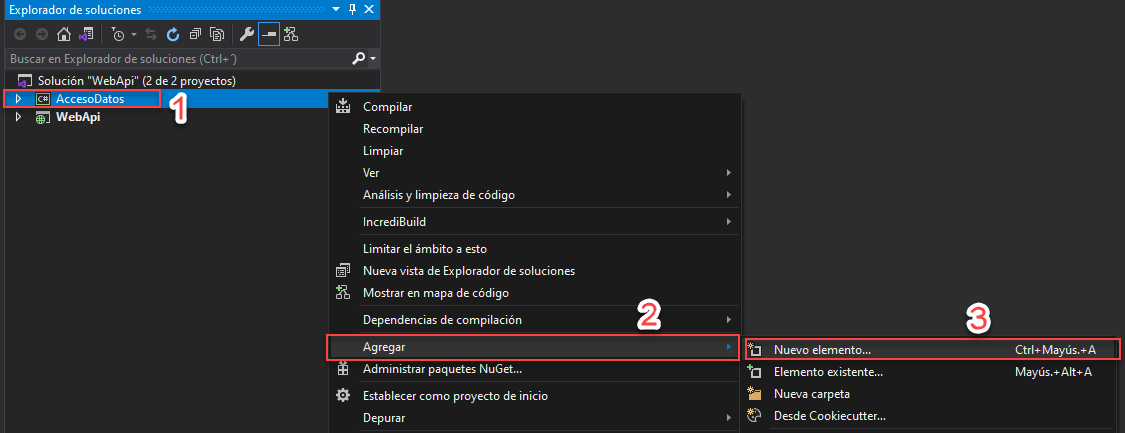 Explorador de soluciones
Buscar en Explorador de soluciones (Ctrl+´)
Solución "WebApi" (2 de 2 proyectos)
C# AccesoDatos
1
WebApi
Compilar
Recompilar
Limpiar
Ver
Análisis y limpieza de código
IncrediBuild
Limitar el ámbito a esto
Nueva vista de Explorador de soluciones
Mostrar en mapa de código
Dependencias de compilación
2
Agregar
Administrar paquetes NuGet...
Establecer como proyecto de inicio
Depurar
3
Nuevo elemento... Ctrl+Mayús.+A
Elemento existente... Mayús.+Alt+A
Nueva carpeta
Desde Cookiecutter...